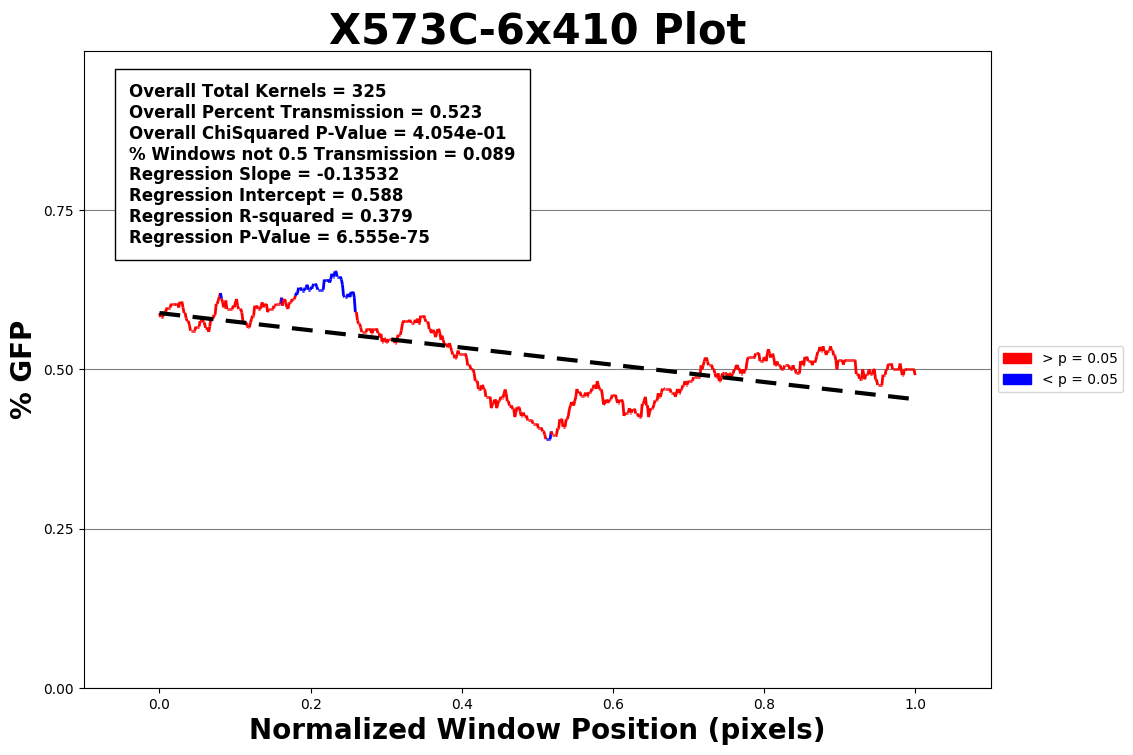 X573C-6x410 Plot
Overall Total Kernels = 325
Overall Percent Transmission = 0.523
Overall ChiSquared P-Value = 4.054e-01
% Windows not 0.5 Transmission = 0.089
Regression Slope = -0.13532
Regression Intercept = 0.588
Regression R-squared = 0.379
Regression P-Value = 6.555e-75
% GFP
0.75
0.50
0.25
0.00
> p = 0.05
< p = 0.05
0.0 0.2 0.4 0.6 0.8 1.0
Normalized Window Position (pixels)